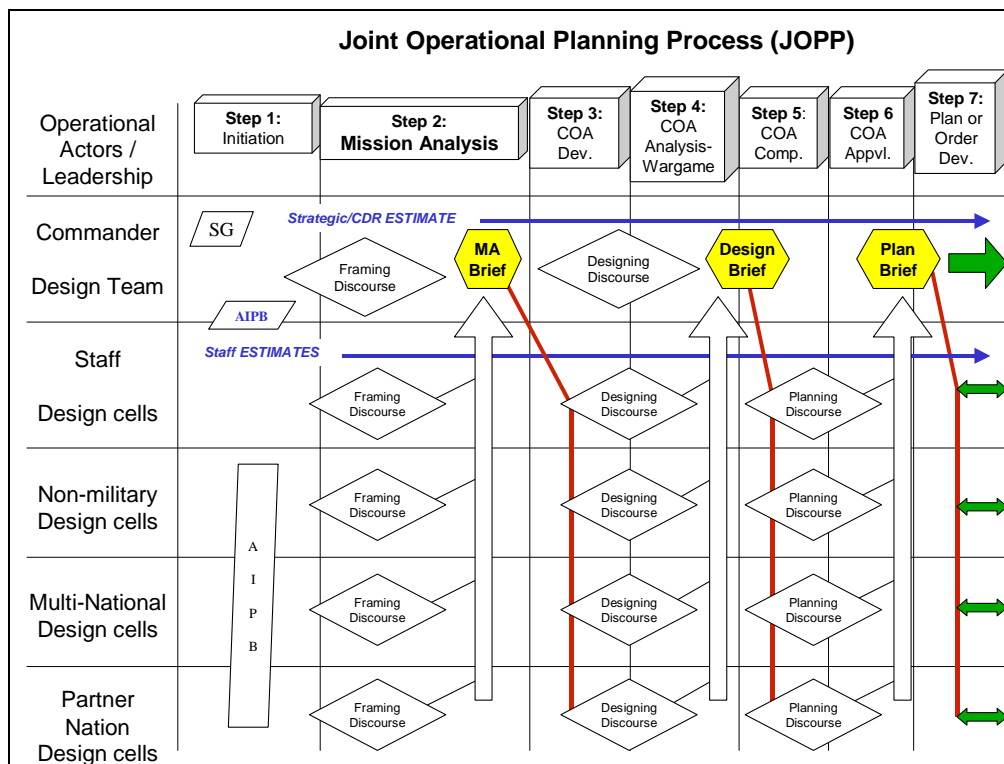 Joint Operational Planning Process (JOPP)
Operational
Actors /
Leadership
Step 1:
Initiation
Step 2:
Mission Analysis
Step 3:
COA
Dev.
Step 4:
COA
Analysis-
Wargame
Step 5:
COA
Comp.
Step 6
COA
Appvl.
Step 7:
Plan or
Order
Dev.
Commander
Design Team
SG
Strategic/CDR ESTIMATE
Framing
Discourse
MA
Brief
Designing
Discourse
Design
Brief
Plan
Brief
AIPB
Staff
Design cells
Staff ESTIMATES
Framing
Discourse
Designing
Discourse
Planning
Discourse
Non-military
Design cells
Framing
Discourse
Designing
Discourse
Planning
Discourse
A
I
P
B
Multi-National
Design cells
Framing
Discourse
Designing
Discourse
Planning
Discourse
Partner
Nation
Design cells
Framing
Discourse
Designing
Discourse
Planning
Discourse